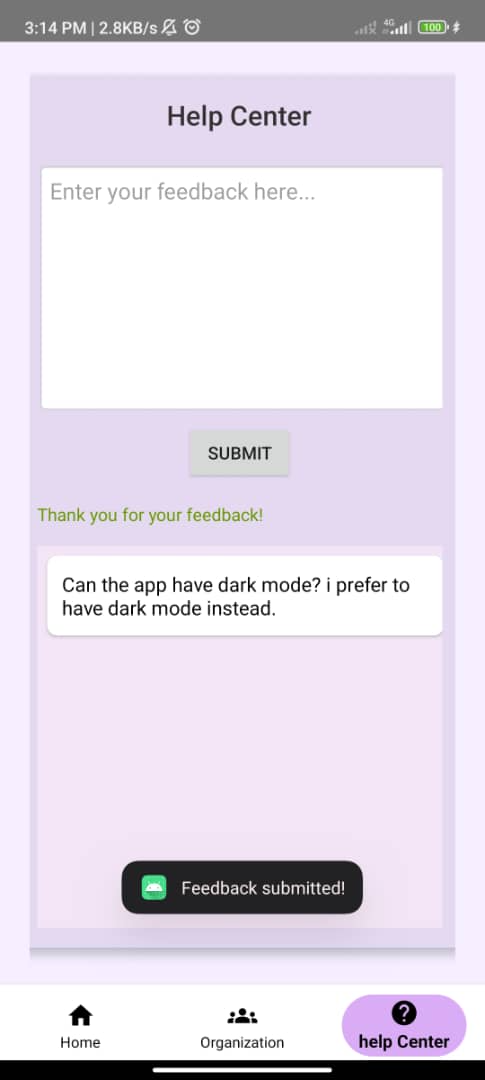 3:14 PM | 2.8KB/s
4G
100
Help Center
Enter your feedback here...
SUBMIT
Thank you for your feedback!
Can the app have dark mode? i prefer to
have dark mode instead.
Feedback submitted!
Home
Organization
help Center